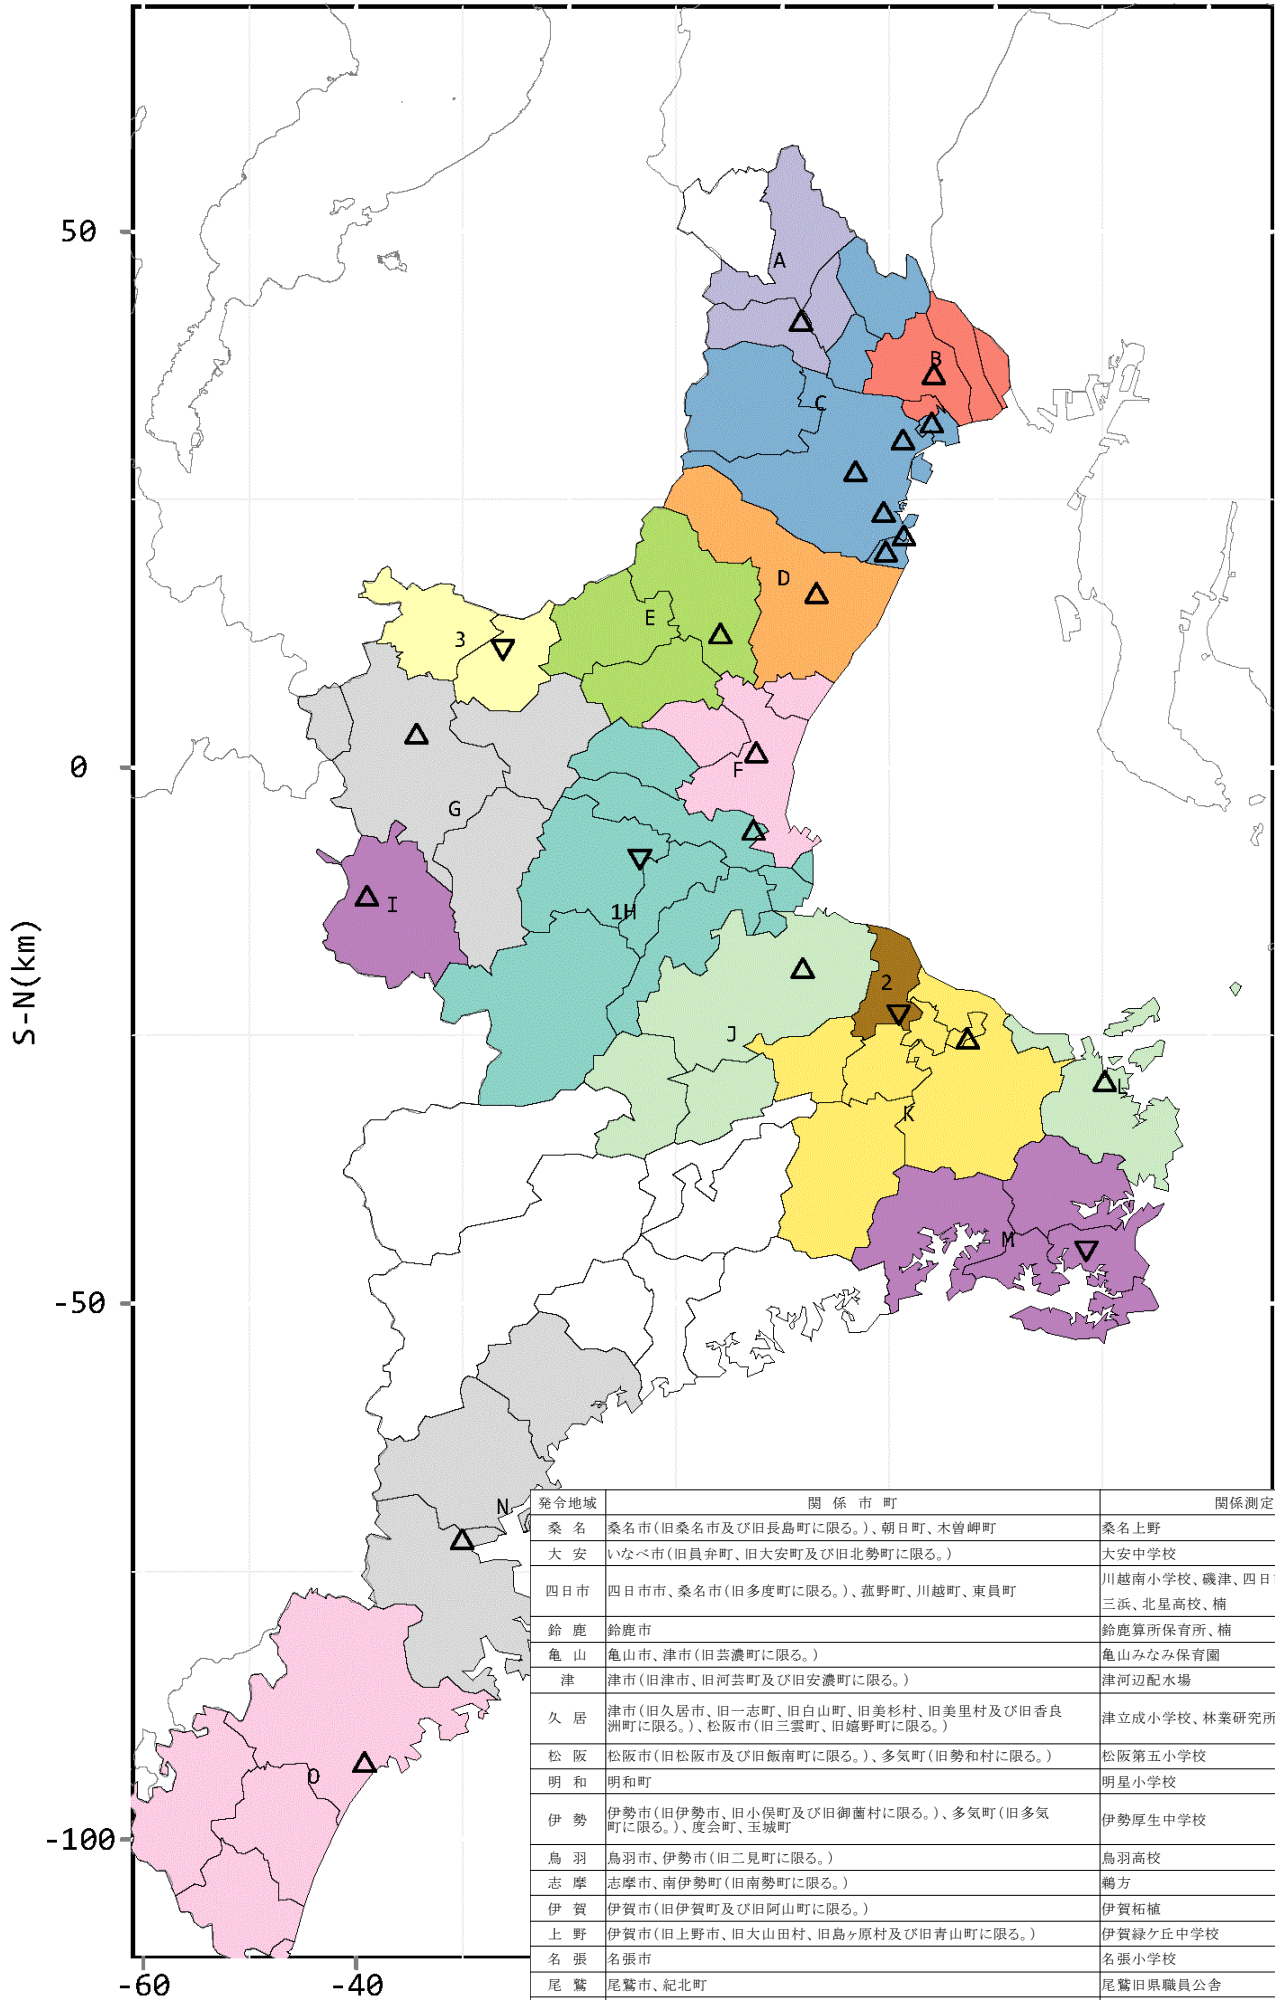 50
A
B
C
D
E
3
0
F
G
I
1H
S-N(km)
2
J
L
K
M
-50
N
O
-100
-60
-40
発令地域 関係市町 関係測定
桑名 桑名市(旧桑名市及び旧長島町に限る。)、朝日町、木曽岬町 桑名上野
大安 いなべ市(旧員弁町、旧大安町及び旧北勢町に限る。) 大安中学校
四日市 四日市市、桑名市(旧多度町に限る。)、菰野町、川越町、東員町 川越南小学校、磯津、四日
三浜、北星高校、楠
鈴鹿 鈴鹿市 鈴鹿算所保育所、楠
亀山 亀山市、津市(旧芸濃町に限る。) 亀山みなみ保育園
津 津市(旧津市、旧河芸町及び旧安濃町に限る。) 津河辺配水場
久居 津市(旧久居市、旧一志町、旧白山町、旧美杉村、旧美里村及び旧香良
洲町に限る。)、松阪市(旧三雲町、旧嬉野町に限る。) 津立成小学校、林業研究所
松阪 松阪市(旧松阪市及び旧飯南町に限る。)、多気町(旧勢和村に限る。) 松阪第五小学校
明和 明和町 明星小学校
伊勢 伊勢市(旧伊勢市、旧小俣町及び旧御薗村に限る。)、多気町(旧多気
町に限る。)、度会町、玉城町 伊勢厚生中学校
鳥羽 鳥羽市、伊勢市(旧二見町に限る。) 鳥羽高校
志摩 志摩市、南伊勢町(旧南勢町に限る。) 鵜方
伊賀 伊賀市(旧伊賀町及び旧阿山町に限る。) 伊賀柘植
上野 伊賀市(旧上野市、旧大山田村、旧島ヶ原村及び旧青山町に限る。) 伊賀緑ケ丘中学校
名張 名張市 名張小学校
尾鷲 尾鷲市、紀北町 尾鷲旧県職員公舎